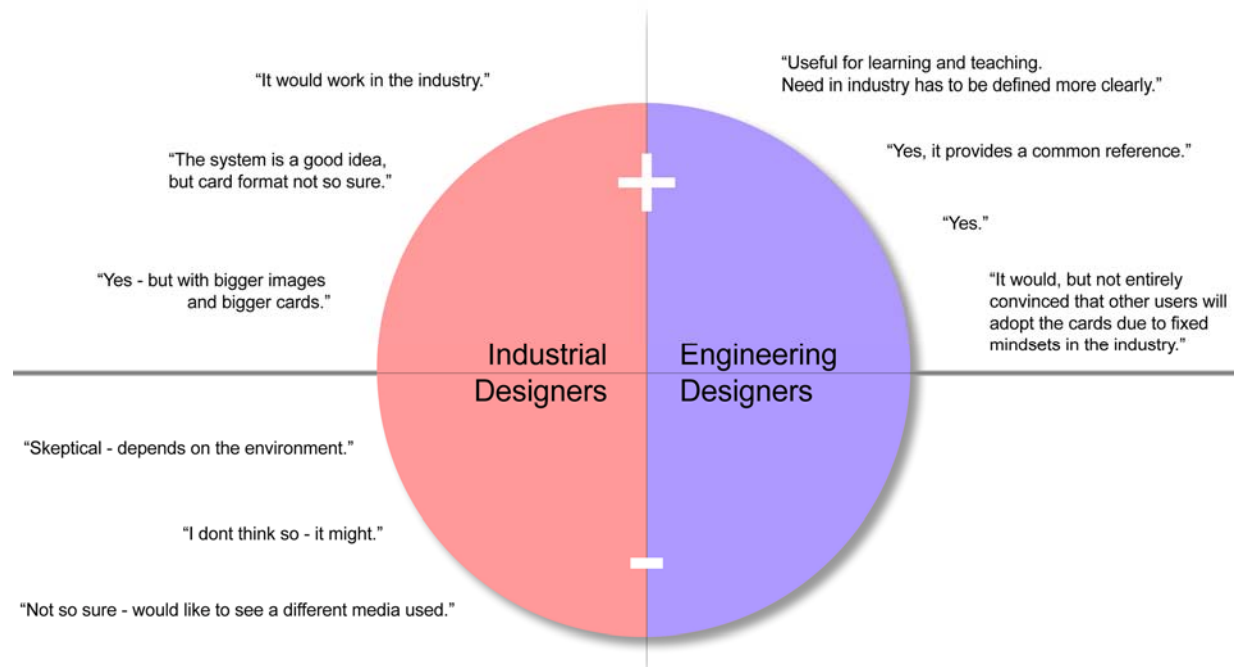 “It would work in the industry.”
“The system is a good idea,
but card format not so sure.”
“Yes - but with bigger images
and bigger cards.”
“Useful for learning and teaching.
Need in industry has to be defined more clearly.”
“Yes, it provides a common reference.”
“Yes.”
“It would, but not entirely
convinced that other users will
adopt the cards due to fixed
mindsets in the industry.”
Industrial
Designers
Engineering
Designers
“Skeptical - depends on the environment.”
“I dont think so - it might.”
“Not so sure - would like to see a different media used.”